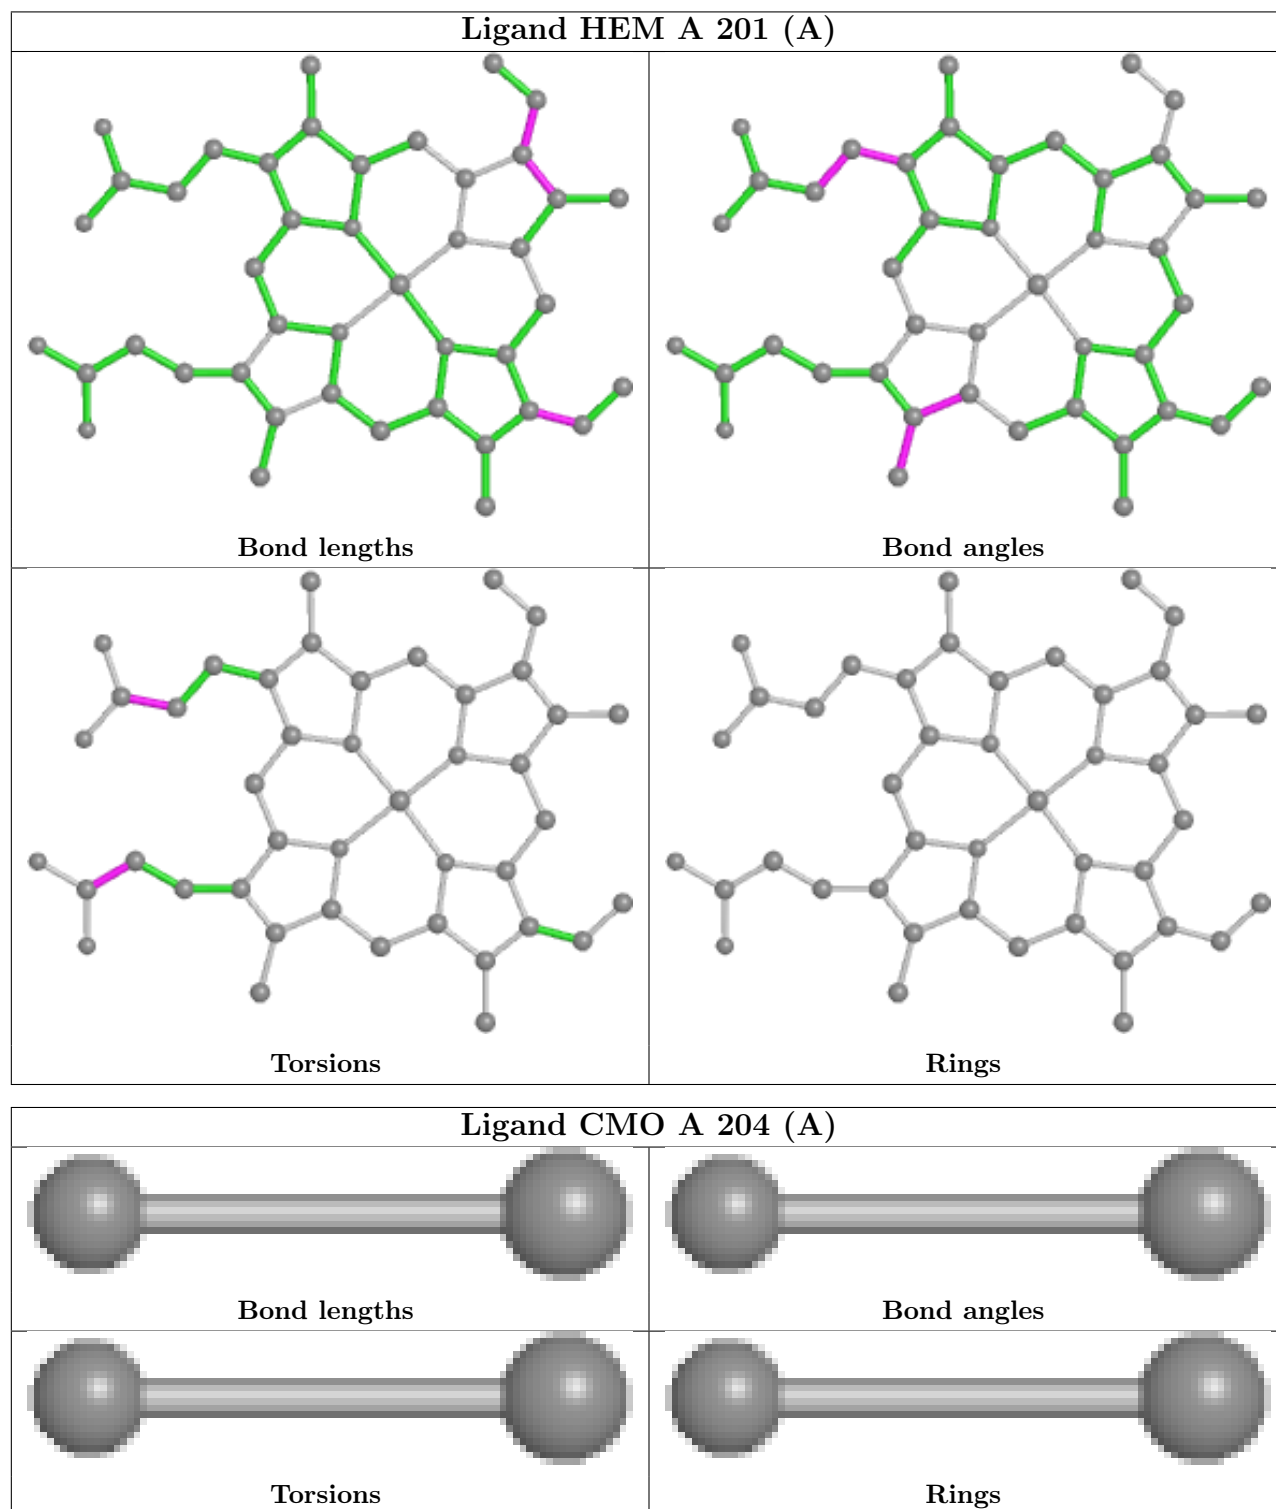 Ligand HEM A 201 (A)
Bond lengths
Bond angles
Torsions
Rings
Ligand CMO A 204 (A)
Bond lengths
Bond angles
Torsions
Rings